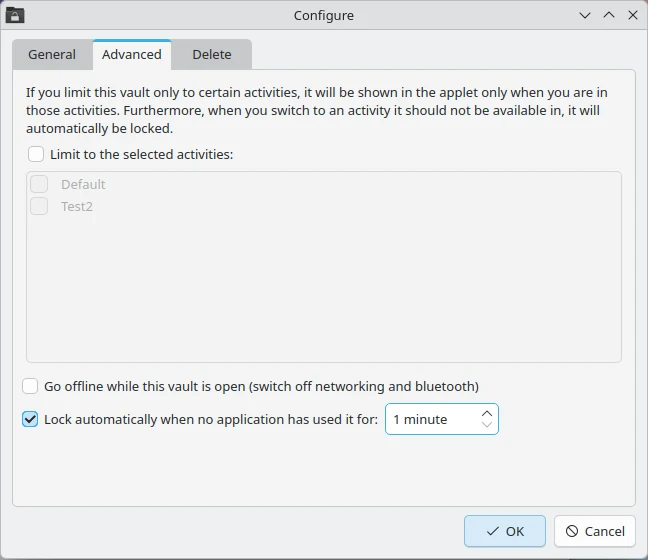 Configure
General
Advanced
Delete
If you limit this vault only to certain activities, it will be shown in the applet only when you are in
those activities. Furthermore, when you switch to an activity it should not be available in, it will
automatically be locked.
Limit to the selected activities:
Default
Test2
Go offline while this vault is open (switch off networking and bluetooth)
Lock automatically when no application has used it for: 1 minute
OK
Cancel